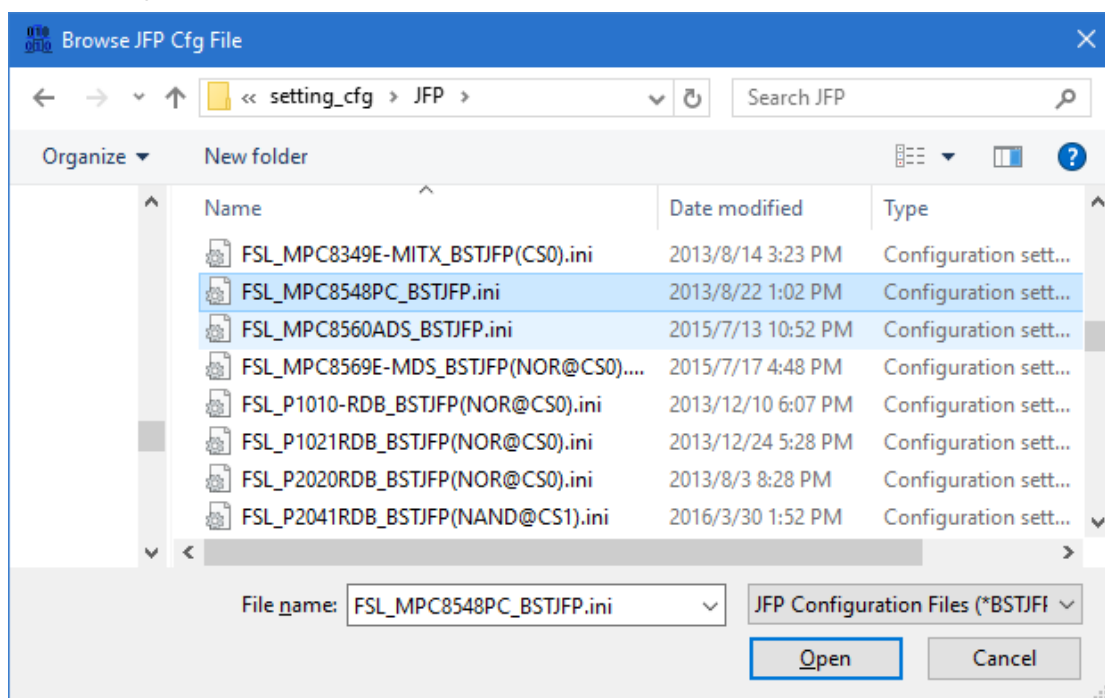 Browse JFP Cfg File
« setting_cfg > JFP >
Search JFP
Organize
New folder
Name
Date modified
Type
FSL_MPC8349E-MITX_BSTJFP(CS0).ini 2013/8/14 3:23 PM Configuration sett...
FSL_MPC8548PC_BSTJFP.ini 2013/8/22 1:02 PM Configuration sett...
FSL_MPC8560ADS_BSTJFP.ini 2015/7/13 10:52 PM Configuration sett...
FSL_MPC8569E-MDS_BSTJFP(NOR@CS0).... 2015/7/17 4:48 PM Configuration sett...
FSL_P1010-RDB_BSTJFP(NOR@CS0).ini 2013/12/10 6:07 PM Configuration sett...
FSL_P1021RDB_BSTJFP(NOR@CS0).ini 2013/12/24 5:28 PM Configuration sett...
FSL_P2020RDB_BSTJFP(NOR@CS0).ini 2013/8/3 8:28 PM Configuration sett...
FSL_P2041RDB_BSTJFP(NAND@CS1).ini 2016/3/30 1:52 PM Configuration sett...
File name: FSL_MPC8548PC_BSTJFP.ini
JFP Configuration Files (*BSTJFI
Open
Cancel